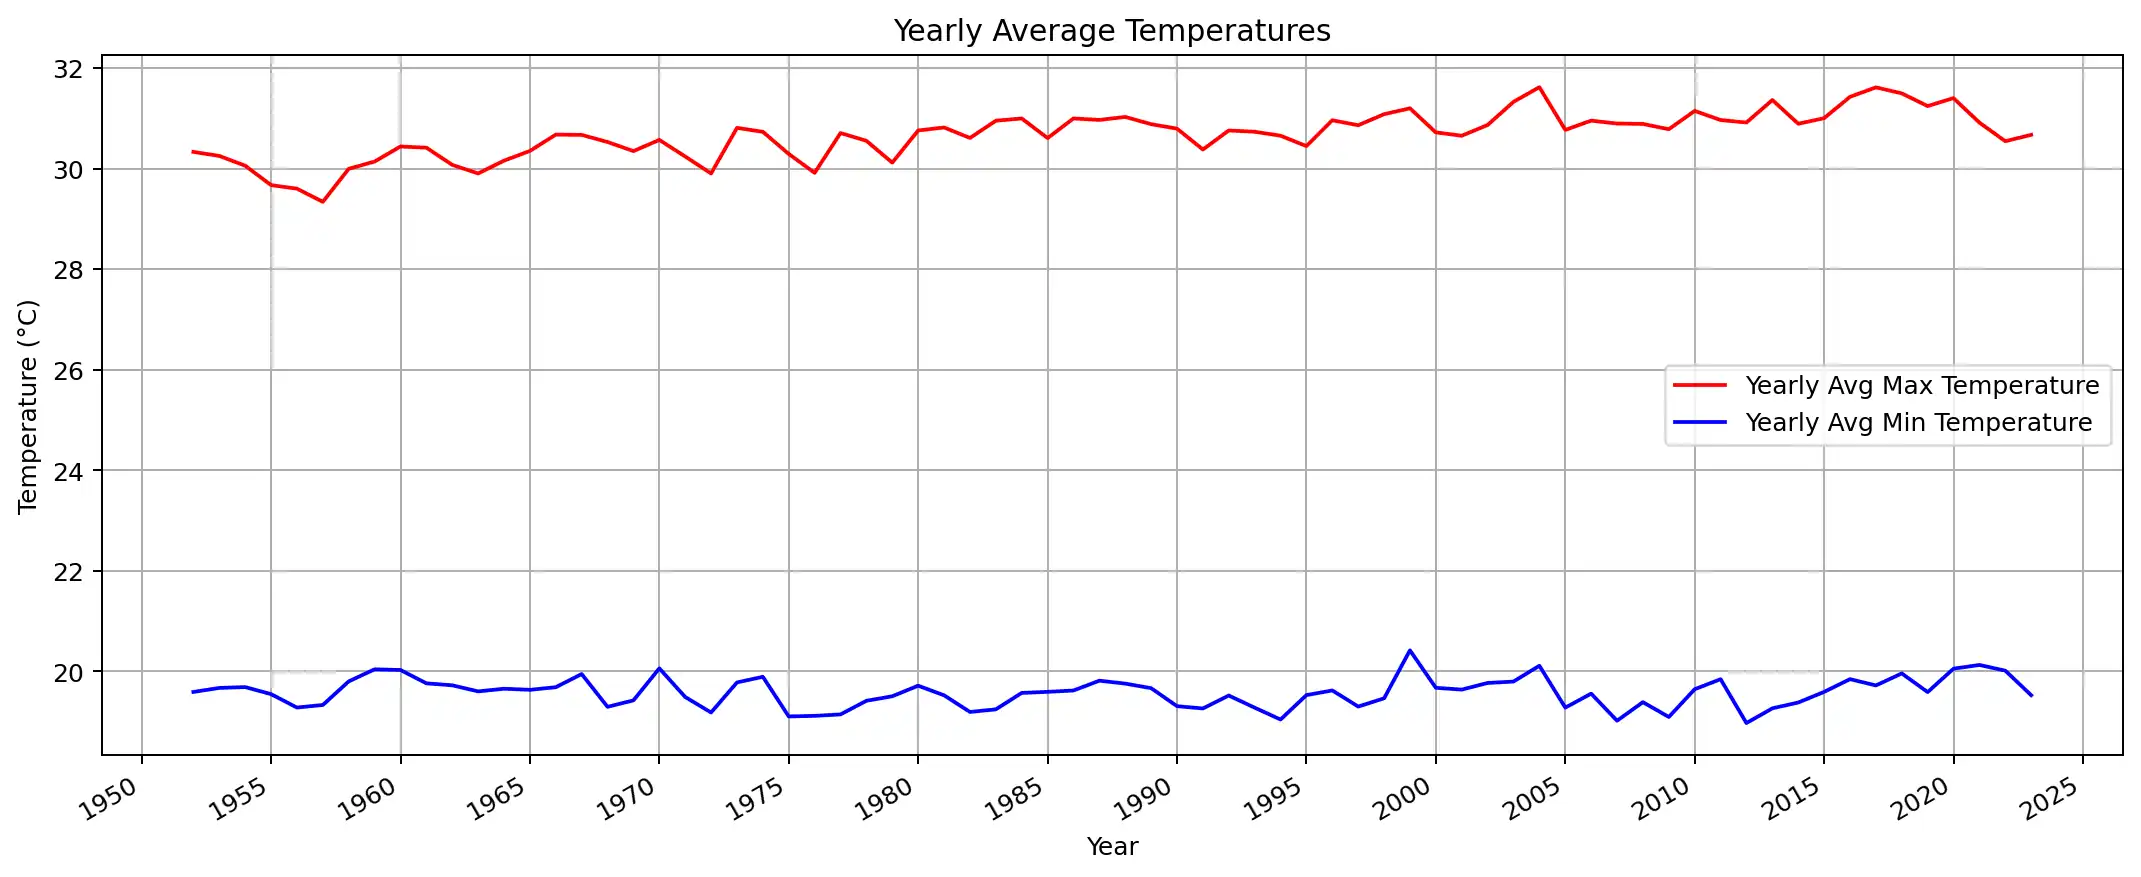 Yearly Average Temperatures
32
30
28
26
24
22
20
Temperature (°C)
Yearly Avg Max Temperature
Yearly Avg Min Temperature
1950 1955 1960 1965 1970 1975 1980 1985 1990 1995 2000 2005 2010 2015 2020 2025
Year